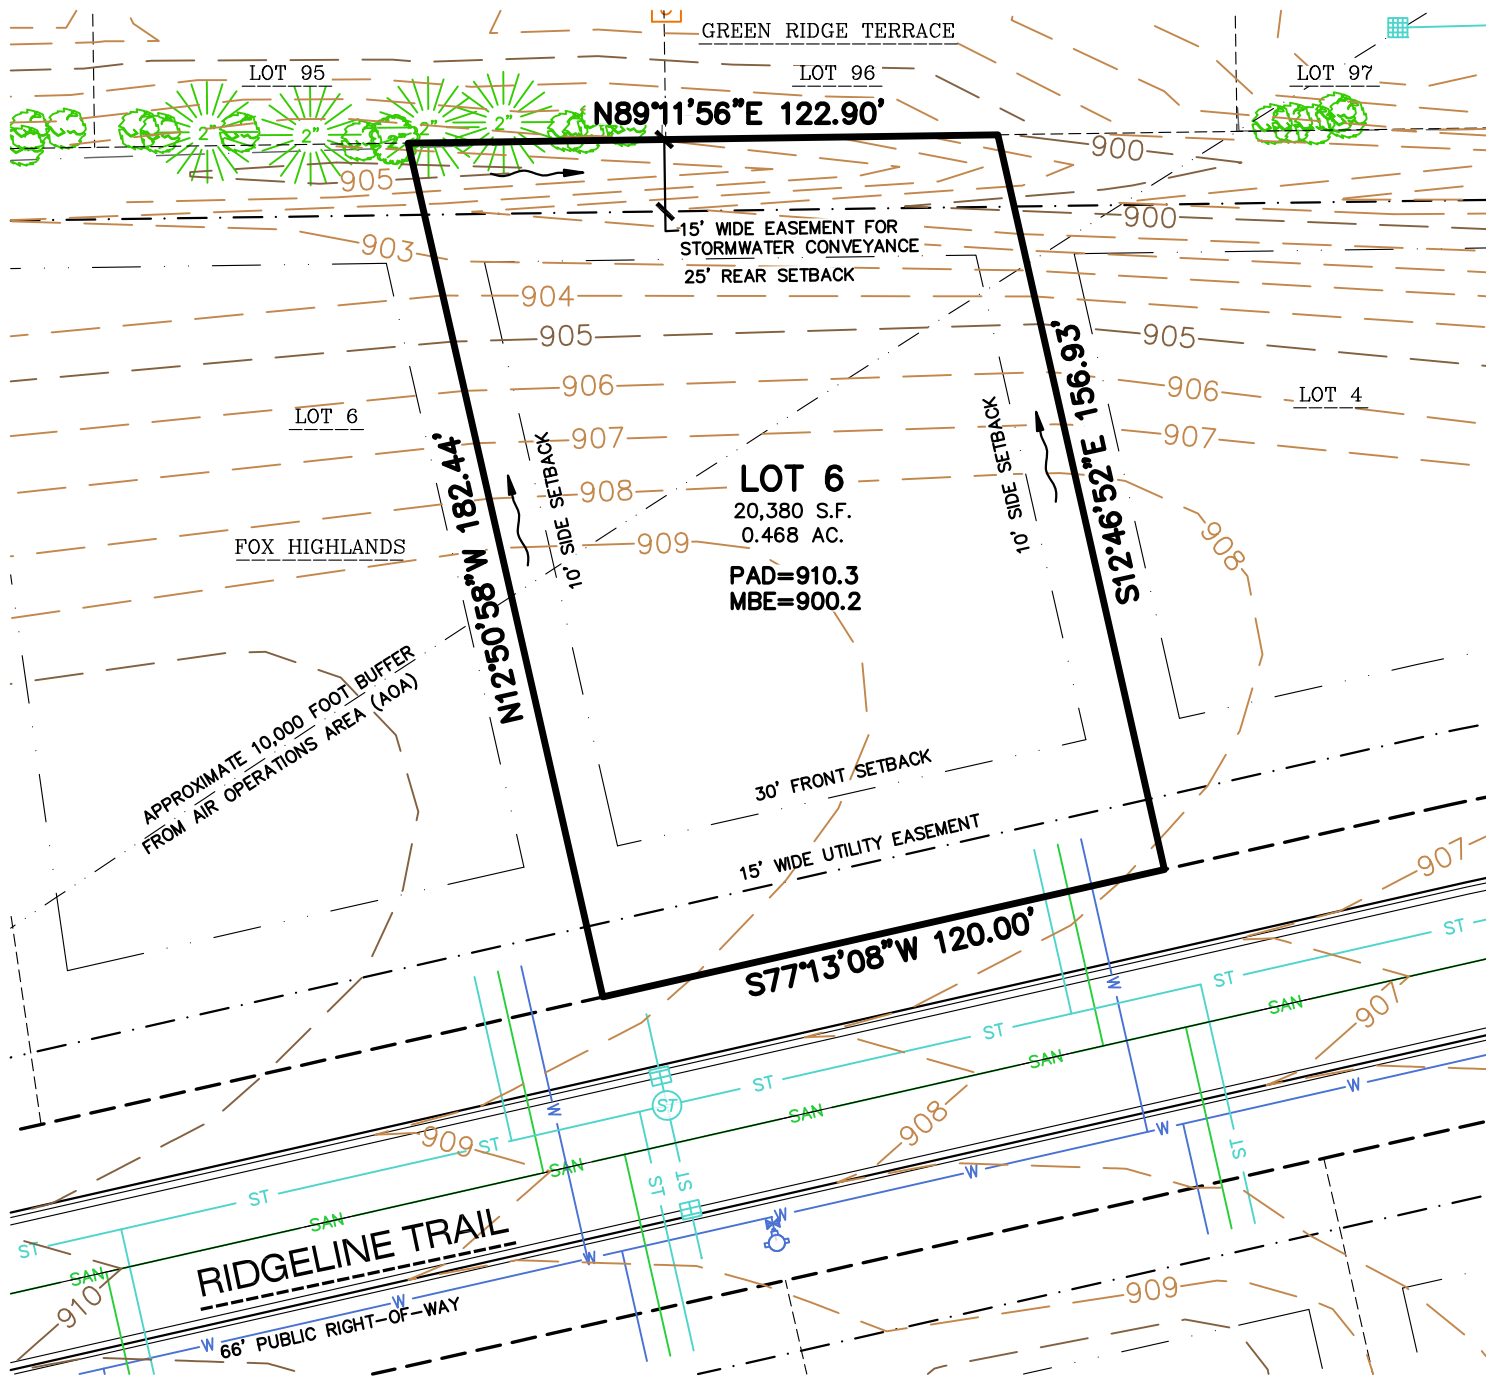 GREEN RIDGE TERRACE
LOT 95
LOT 96
LOT 97
N89°11'56"E 122.90'
2"
2"
2"
2"
900
905
900
903
15' WIDE EASEMENT FOR
STORMWATER CONVEYANCE
25' REAR SETBACK
904
905
905
906
906
LOT 6
LOT 4
907
907
N12°50'58"W 182.44'
S12°46'52"E 156.93'
10' SIDE SETBACK
10' SIDE SETBACK
LOT 6
20,380 S.F.
0.468 AC.
PAD=910.3
MBE=900.2
908
908
909
FOX HIGHLANDS
APPROXIMATE 10,000 FOOT BUFFER
FROM AIR OPERATIONS AREA (AOA)
30' FRONT SETBACK
15' WIDE UTILITY EASEMENT
S77°13'08"W 120.00'
907
ST
ST
ST
ST
ST
ST
ST
ST
ST
ST
ST
W
W
SAN
SAN
SAN
SAN
SAN
SAN
907
908
909
W
W
W
W
W
W
W
RIDGELINE TRAIL
66' PUBLIC RIGHT-OF-WAY
910
909